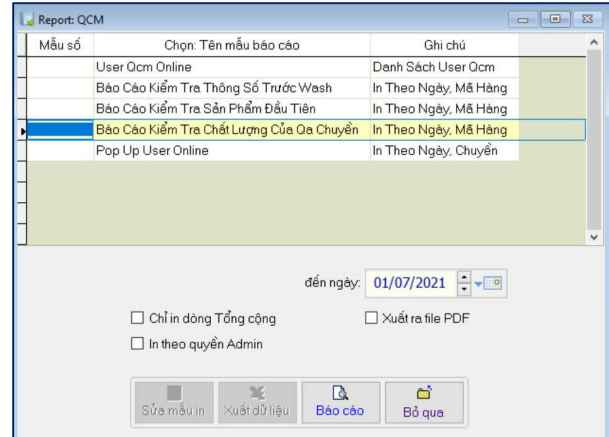 Report: QCM
Mẫu số Chọn: Tên mẫu báo cáo Ghi chú
User Qcm Online Danh Sách User Qcm
Báo Cáo Kiểm Tra Thông Số Trước Wash In Theo Ngày, Mã Hàng
Báo Cáo Kiểm Tra Sản Phẩm Đầu Tiên In Theo Ngày, Mã Hàng
Báo Cáo Kiểm Tra Chất Lượng Của Qa Chuyền In Theo Ngày, Mã Hàng
Pop Up User Online In Theo Ngày, Chuyền
đến ngày: 01/07/2021
Chỉ in dòng Tổng cộng Xuất ra file PDF
In theo quyền Admin
Sửa mẫu in Xuất dữ liệu Báo cáo Bỏ qua